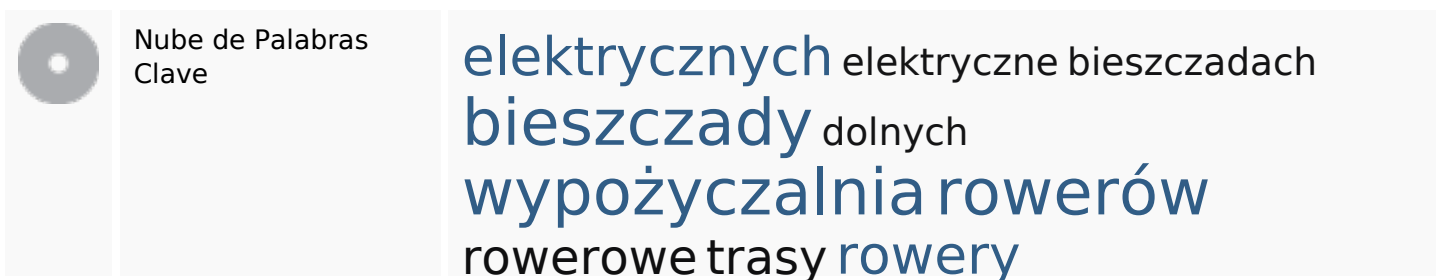 Nube de Palabras
Clave
elektrycznych elektryczne bieszczadach
bieszczady dolnych
wypożyczalnia rowerów
rowerowe trasy rowery